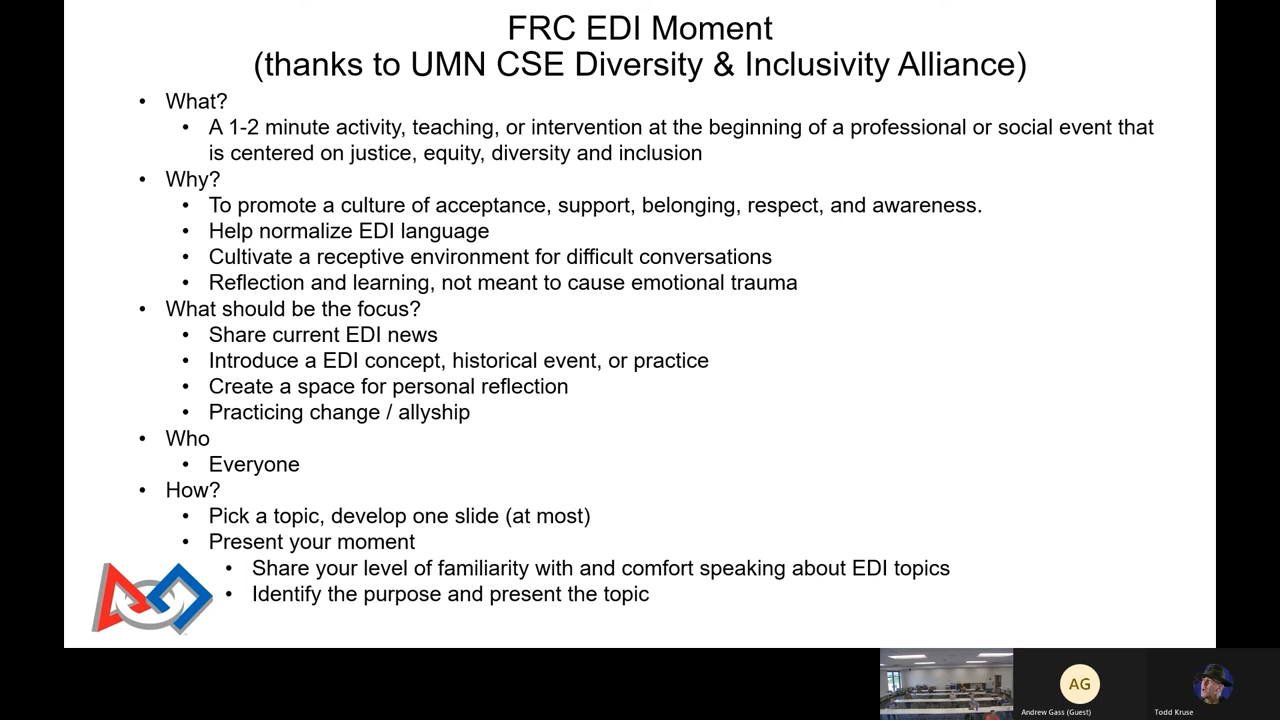 FRC EDI Moment
(thanks to UMN CSE Diversity & Inclusivity Alliance)
• What?
• A 1-2 minute activity, teaching, or intervention at the beginning of a professional or social event that
is centered on justice, equity, diversity and inclusion
• Why?
• To promote a culture of acceptance, support, belonging, respect, and awareness.
• Help normalize EDI language
• Cultivate a receptive environment for difficult conversations
• Reflection and learning, not meant to cause emotional trauma
• What should be the focus?
• Share current EDI news
• Introduce a EDI concept, historical event, or practice
• Create a space for personal reflection
• Practicing change / allyship
• Who
• Everyone
• How?
• Pick a topic, develop one slide (at most)
• Present your moment
• Share your level of familiarity with and comfort speaking about EDI topics
• Identify the purpose and present the topic
AG
Andrew Gass (Guest)
Todd Kruse